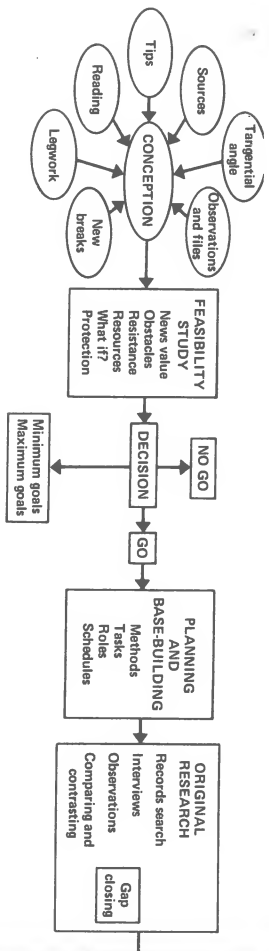 Tips
Sources
Tangential
angle
Observations
and files
Reading
Legwork
New
breaks
CONCEPTION
FEASIBILITY
STUDY
News value
Obstacles
Resistance
Resources
What if?
Protection
NO GO
DECISION
Minimum goals
Maximum goals
GO
PLANNING
AND
BASE-BUILDING
Methods
Tasks
Roles
Schedules
ORIGINAL
RESEARCH
Records search
Interviews
Observations
Comparing and
contrasting
Gap
closing